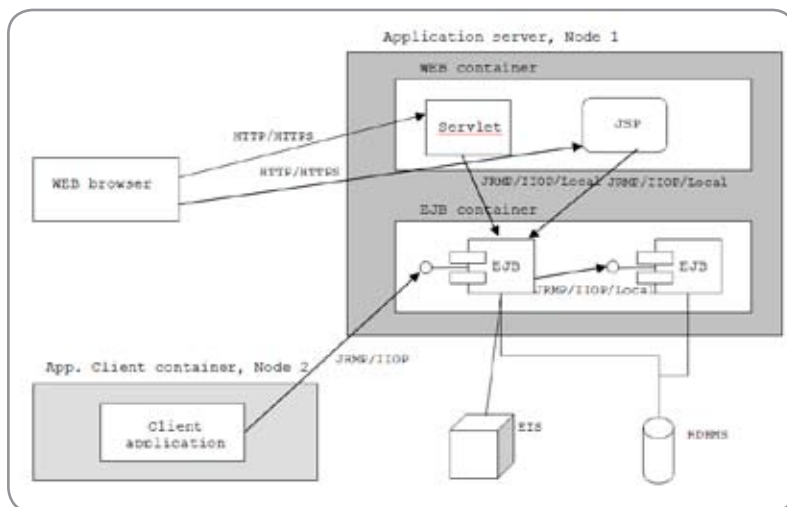 Application server, Node 1
WEB container
Servlet
JSP
HTTP/HTTPS
WEB browser
HTTP/HTTPS
JRMP/IIOP/Local
JRMP/IIOP/Local
EJB container
EJB
EJB
JRMP/IIOP/Local
JRMP/IIOP
App. Client container, Node 2
Client
application
EIS
RDBMS